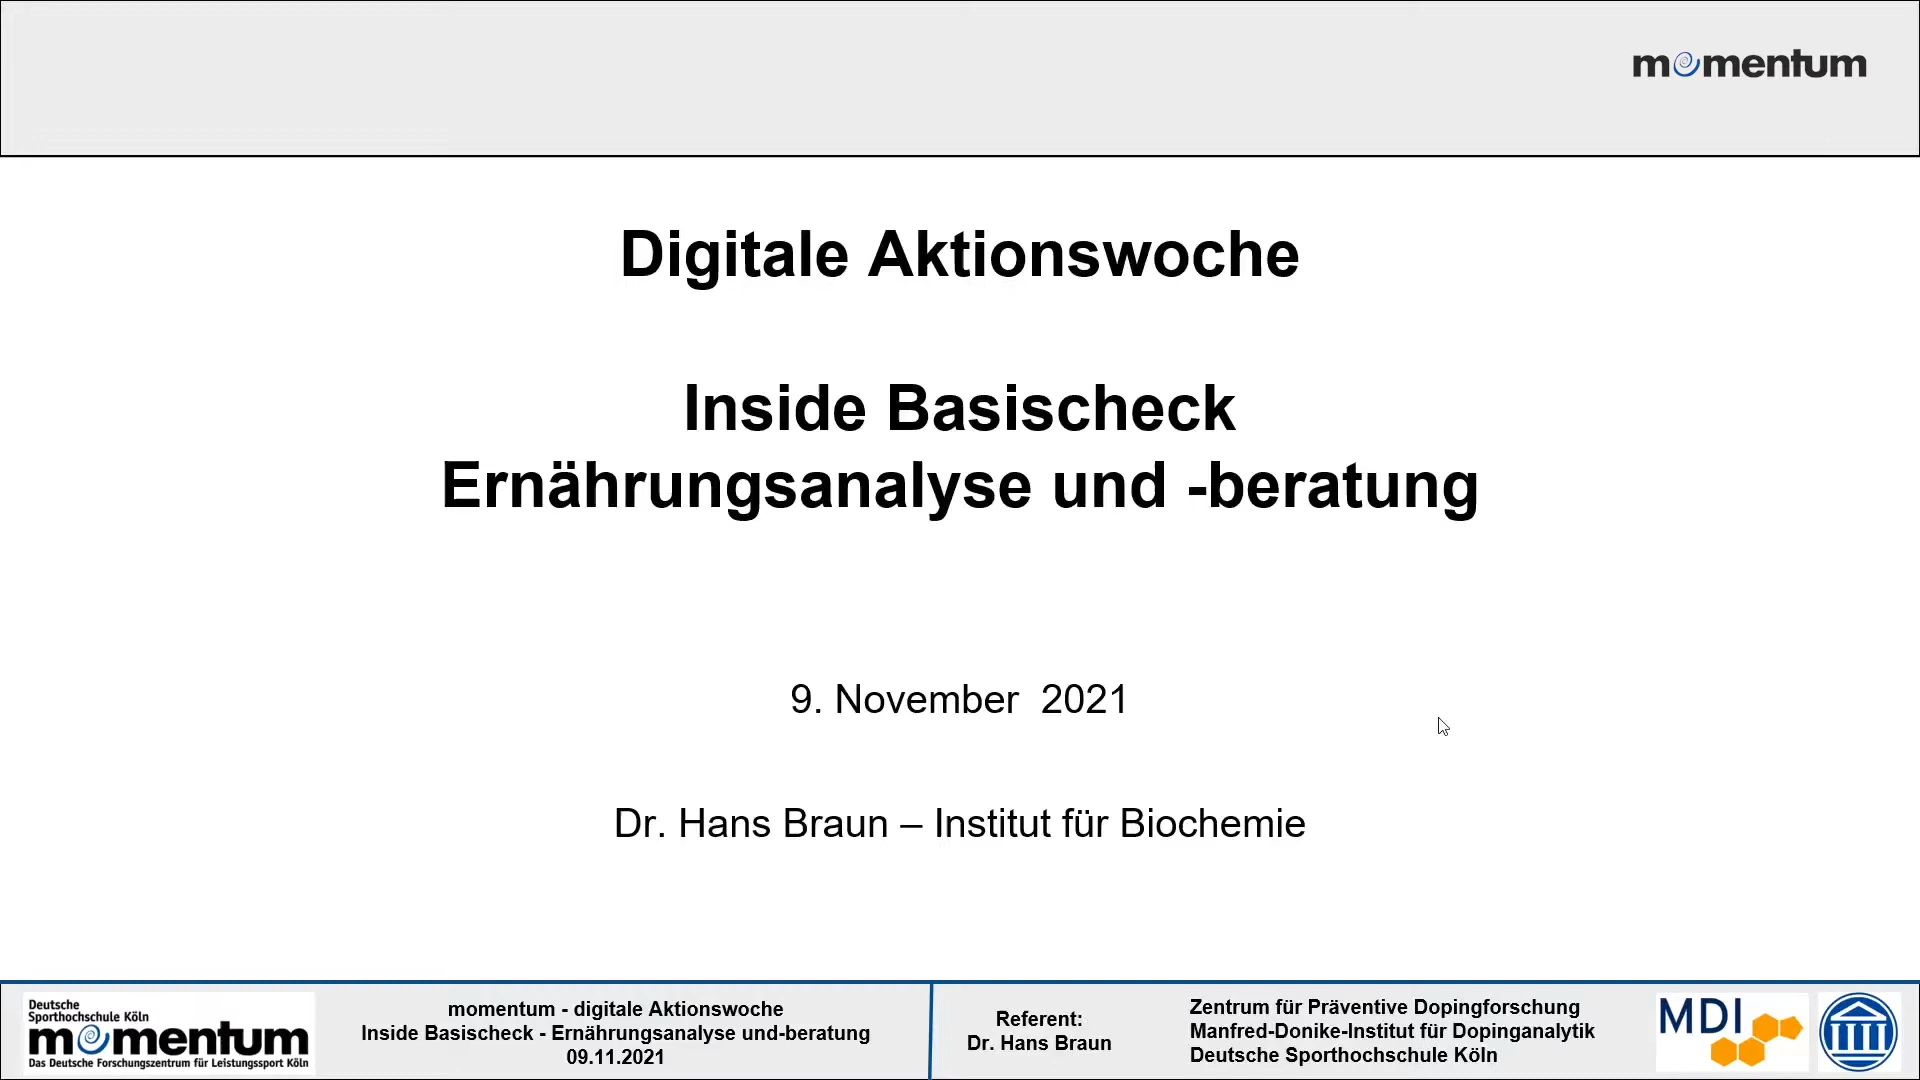 momentum
Digitale Aktionswoche
Inside Basischeck
Ernährungsanalyse und -beratung
9. November  2021
Dr. Hans Braun – Institut für Biochemie
Deutsche
Sporthochschule Köln
momentum
Das Deutsche Forschungszentrum für Leistungssport Köln
momentum - digitale Aktionswoche
Inside Basischeck - Ernährungsanalyse und-beratung
09.11.2021
Referent:
Dr. Hans Braun
Zentrum für Präventive Dopingforschung
Manfred-Donike-Institut für Dopinganalytik
Deutsche Sporthochschule Köln
MDI